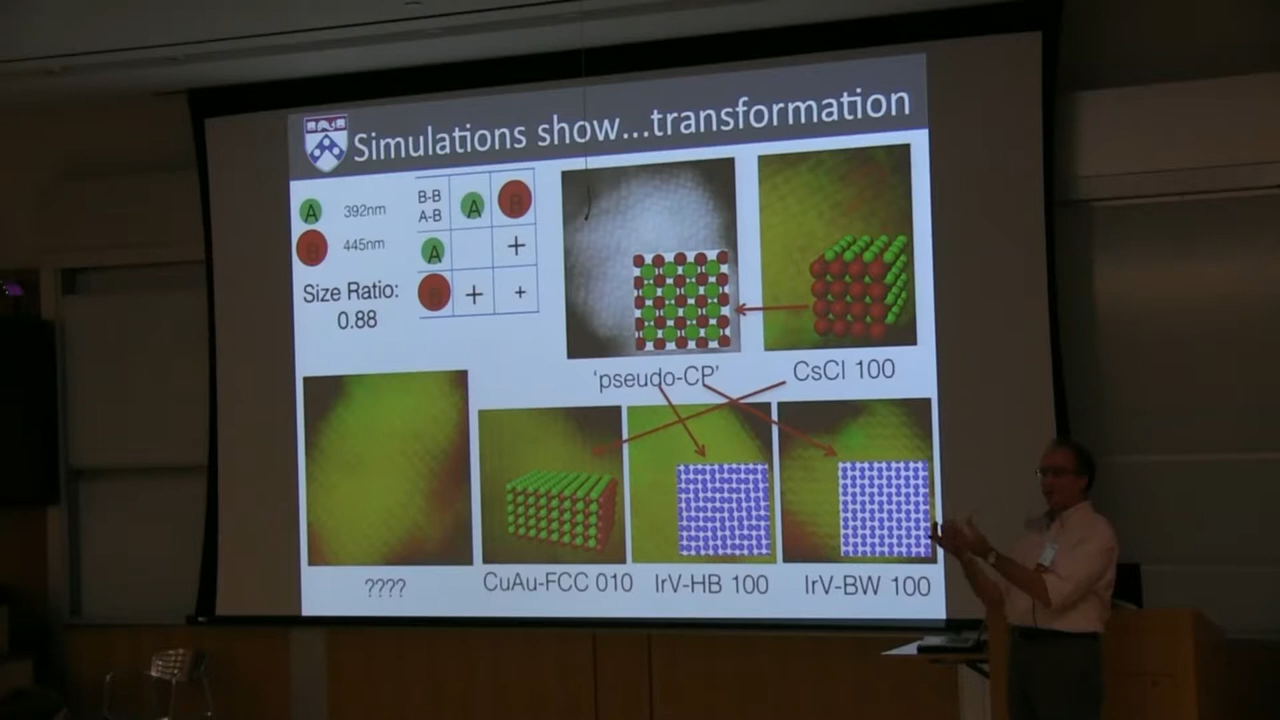 Simulations show...transformation
A 392nm
B 445nm
Size Ratio:
0.88
B-B
A-B
A B
A +
B + +
'pseudo-CP'
CsCl 100
????
CuAu-FCC 010
IrV-HB 100
IrV-BW 100